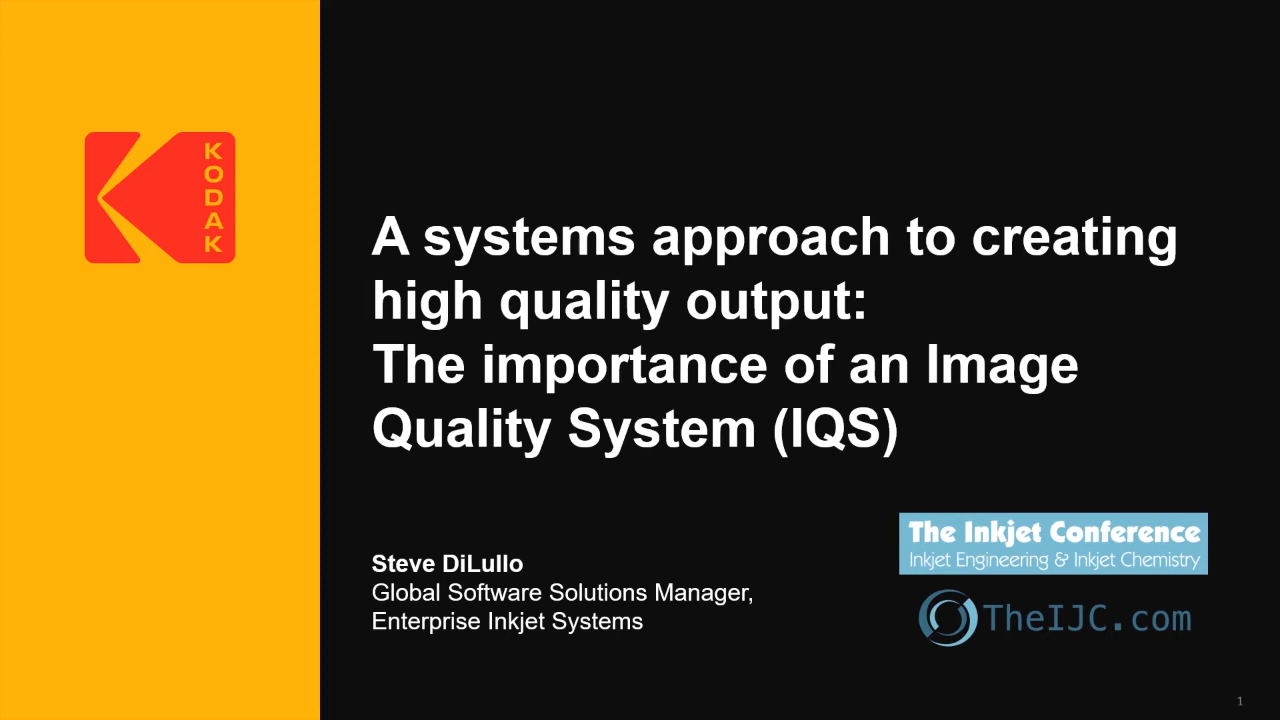 KODAK
A systems approach to creating
high quality output:
The importance of an Image
Quality System (IQS)
Steve DiLullo
Global Software Solutions Manager,
Enterprise Inkjet Systems
The Inkjet Conference
Inkjet Engineering & Inkjet Chemistry
TheIJC.com
1